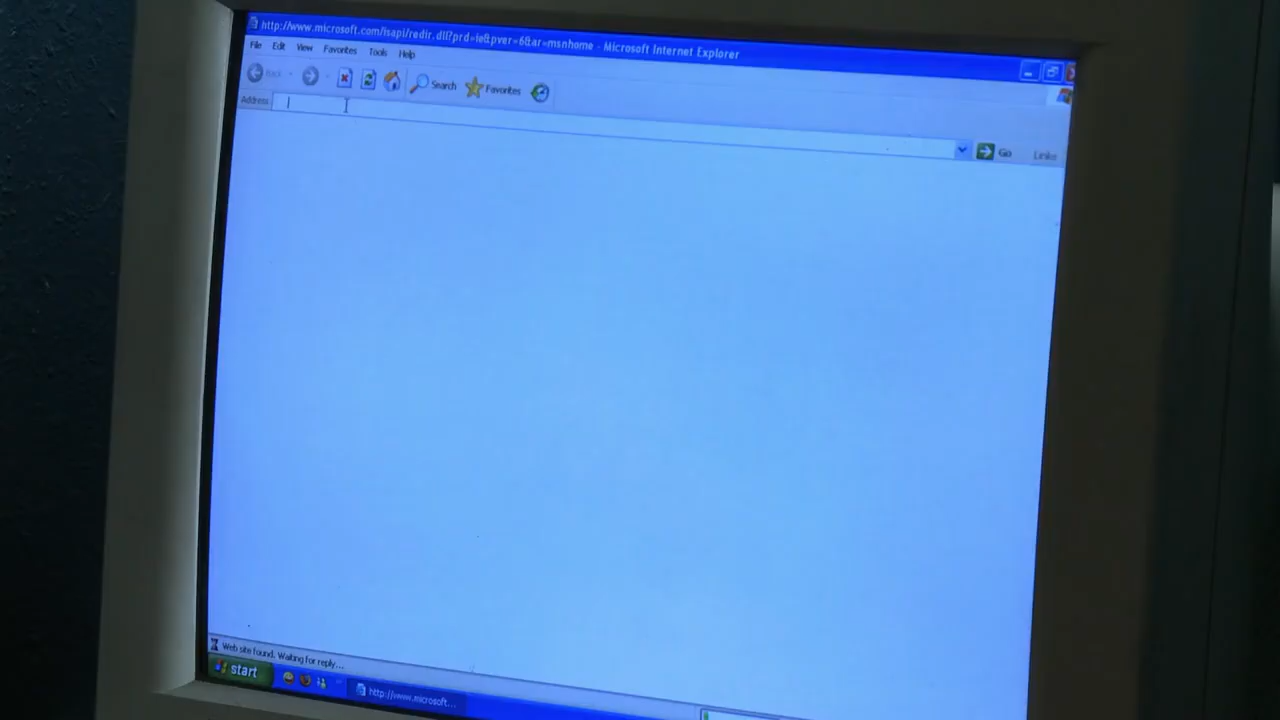 http://www.microsoft.com/isapi/redir.dll?prd=ie&pver=6&ar=msnhome - Microsoft Internet Explorer
File Edit View Favorites Tools Help
Back Search Favorites
Address Go Links
Web site found. Waiting for reply...
start http://www.microsoft...